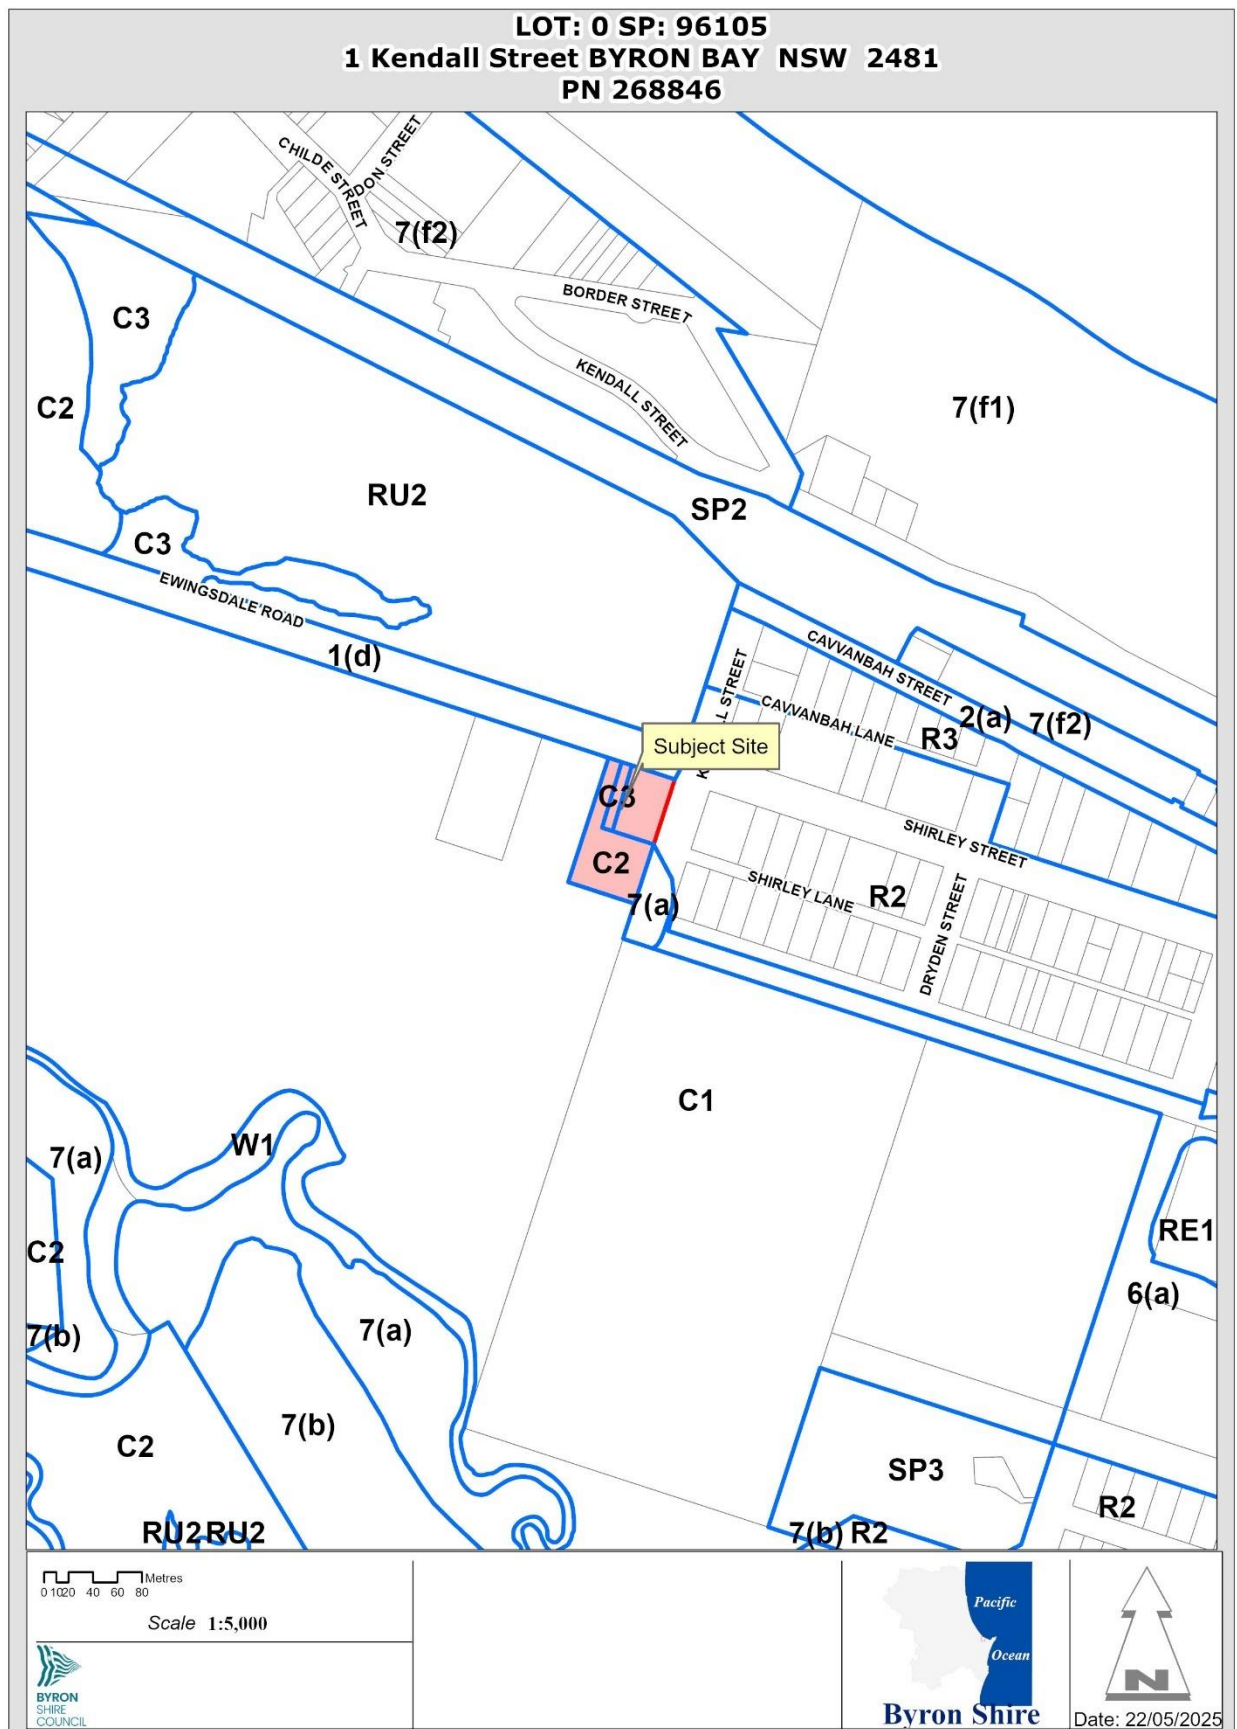 LOT: 0 SP: 96105
1 Kendall Street BYRON BAY NSW 2481
PN 268846
CHILDE STREET
DON STREET
7(f2)
BORDER STREET
C3
KENDALL STREET
C2
7(f1)
RU2
SP2
C3
EWINGSDALE ROAD
1(d)
CAVVANBAH STREET
LL STREET
CAVVANBAH LANE
2(a)
7(f2)
R3
Subject Site
C3
SHIRLEY STREET
C2
SHIRLEY LANE
R2
7(a)
DRYDEN STREET
C1
W1
7(a)
RE1
C2
6(a)
7(b)
7(a)
7(b)
C2
SP3
R2
RU2
RU2
7(b)
R2
Metres
0 10 20 40 60 80
Scale 1:5,000
BYRON
SHIRE
COUNCIL
Pacific
Ocean
Byron Shire
N
Date: 22/05/2025